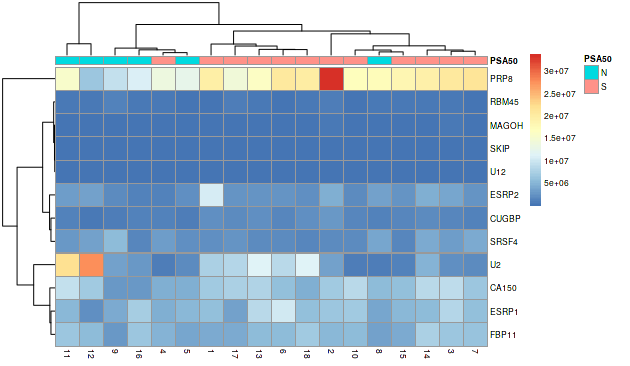 PSA50
PRP8
RBM45
MAGOH
SKIP
U12
ESRP2
CUGBP
SRSF4
U2
CA150
ESRP1
FBP11
11 12 9 16 4 5 1 17 13 6 18 2 10 8 15 14 3 7
3e+07
2.5e+07
2e+07
1.5e+07
1e+07
5e+06
PSA50
N
S